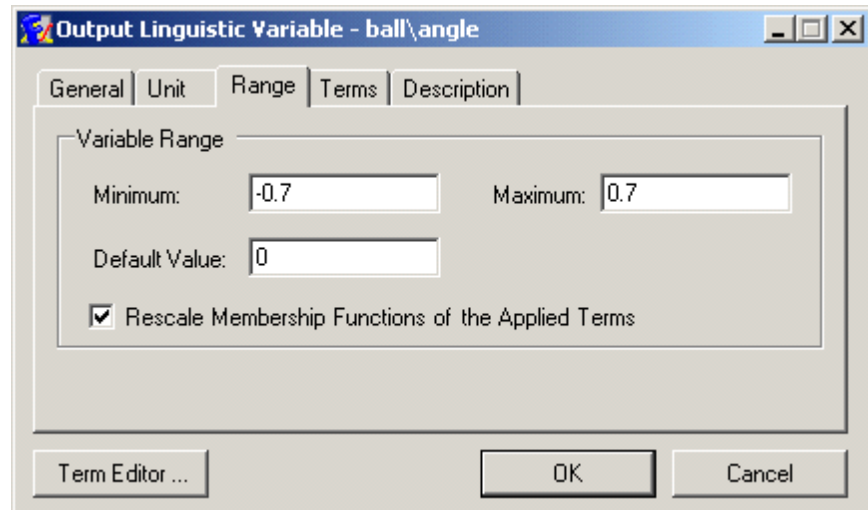 Output Linguistic Variable - ball\angle
General Unit Range Terms Description
Variable Range
Minimum: -0.7 Maximum: 0.7
Default Value: 0
Rescale Membership Functions of the Applied Terms
Term Editor ... OK Cancel